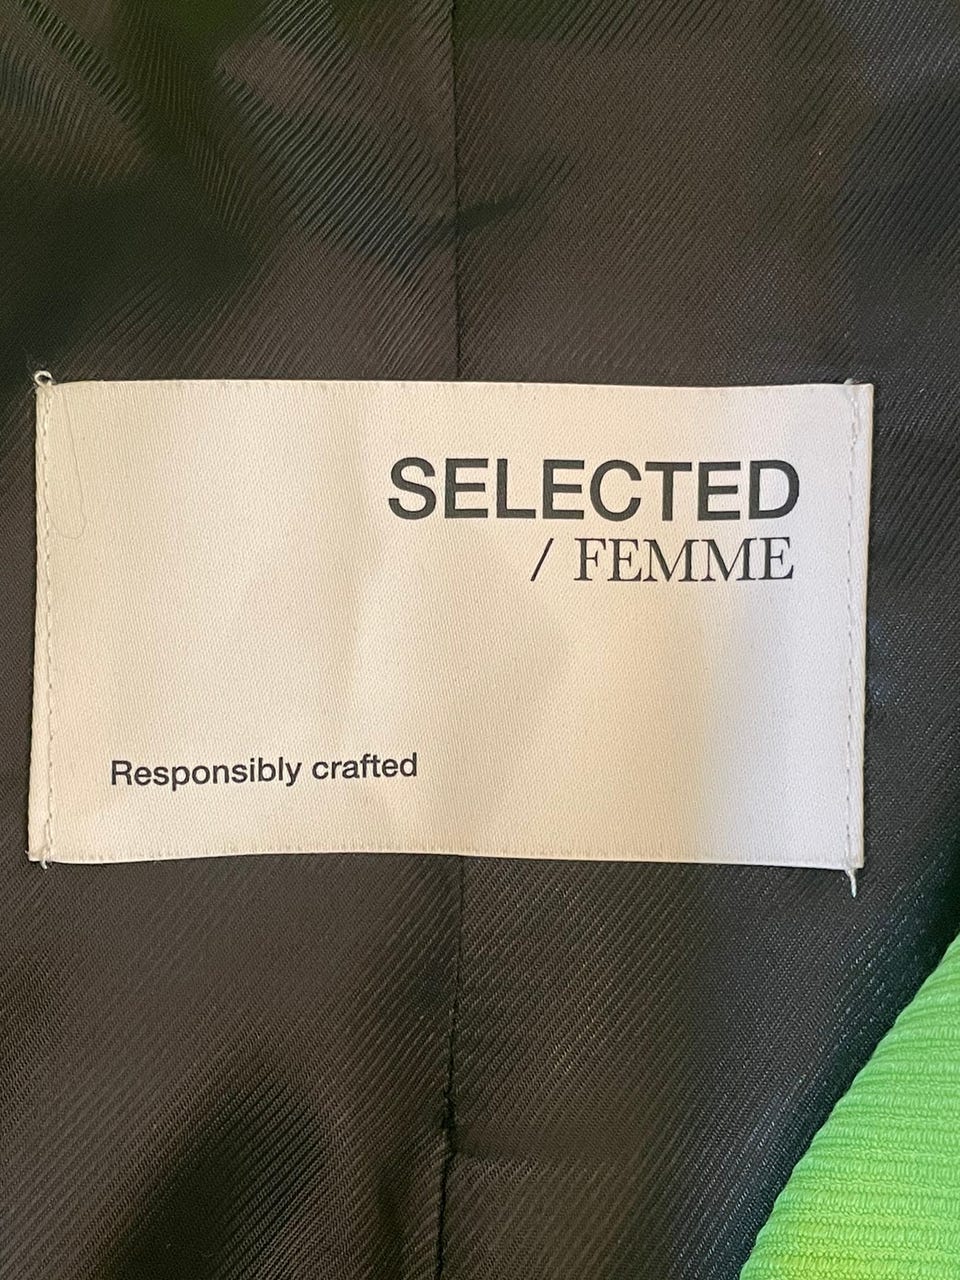 SELECTED
/ FEMME
Responsibly crafted